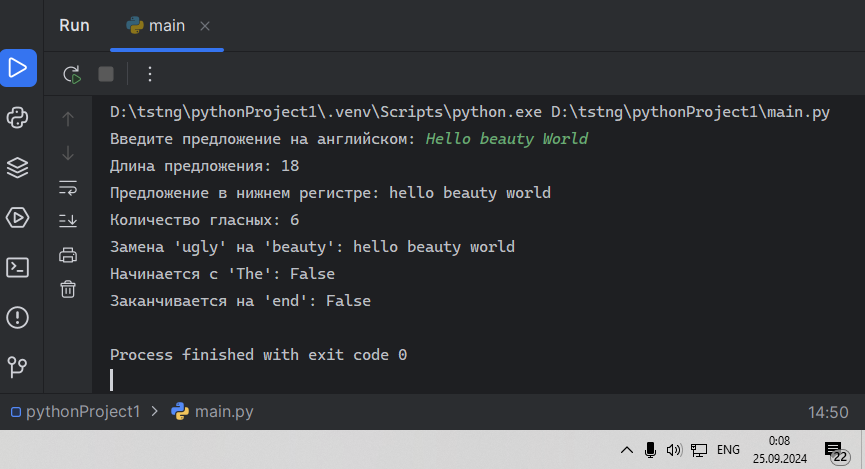 Run main
D:\tstng\pythonProject1\.venv\Scripts\python.exe D:\tstng\pythonProject1\main.py
Введите предложение на английском: Hello beauty World
Длина предложения: 18
Предложение в нижнем регистре: hello beauty world
Количество гласных: 6
Замена 'ugly' на 'beauty': hello beauty world
Начинается с 'The': False
Заканчивается на 'end': False
Process finished with exit code 0
pythonProject1 > main.py 14:50
ENG 0:08
25.09.2024 22